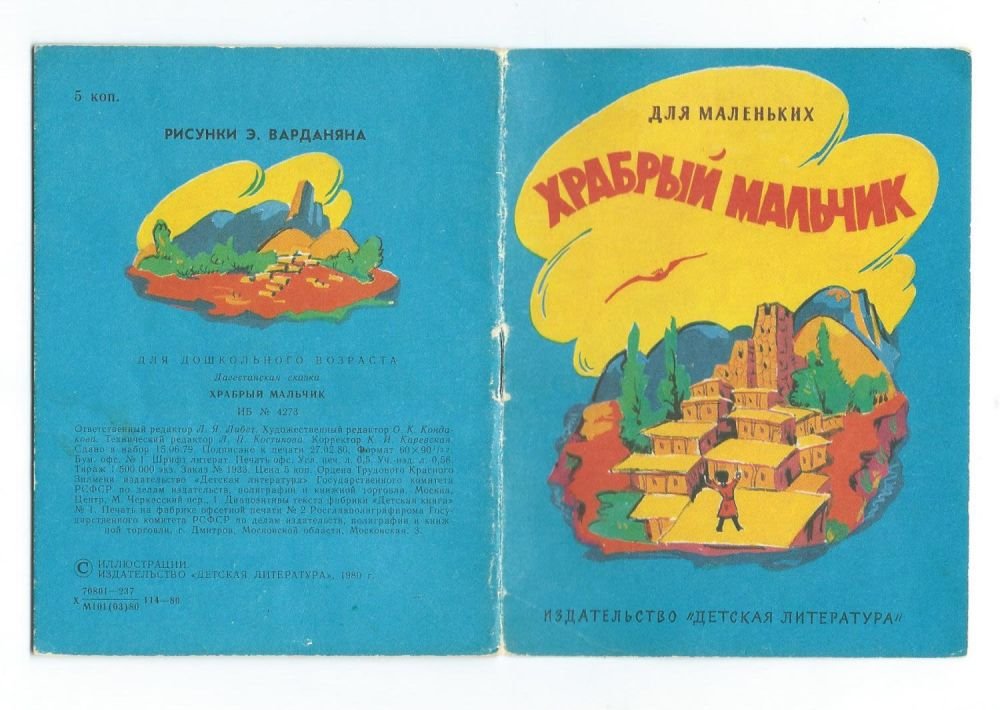 5 коп.
РИСУНКИ Э. ВАРДАНЯНА
ДЛЯ ДОШКОЛЬНОГО ВОЗРАСТА
Дагестанская сказка
ХРАБРЫЙ МАЛЬЧИК
ИБ № 4273
Ответственный редактор Л. Я. Либет. Художественный редактор О. К. Конда-
кова. Технический редактор Л. П. Костикова. Корректор К. И. Каревская.
Сдано в набор 15.06.79. Подписано к печати 27.02.80. Формат 60×90¹/₃₂.
Бум. офс. № 1. Шрифт литерат. Печать офс. Усл. печ. л. 0,5. Уч.-изд. л. 0,56.
Тираж 1 500 000 экз. Заказ № 1933. Цена 5 коп. Ордена Трудового Красного
Знамени издательство «Детская литература» Государственного комитета
РСФСР по делам издательств, полиграфии и книжной торговли. Москва,
Центр, М. Черкасский пер., 1. Диапозитивы текста фабрики «Детская книга»
№ 1. Печать на фабрике офсетной печати № 2 Росглавполиграфпрома Госу-
дарственного комитета РСФСР по делам издательств, полиграфии и книж-
ной торговли, г. Дмитров, Московской области, Московская, 3.
© ИЛЛЮСТРАЦИИ.
ИЗДАТЕЛЬСТВО «ДЕТСКАЯ ЛИТЕРАТУРА», 1980 г.
70801—237
М101(03)80
114—80
ДЛЯ МАЛЕНЬКИХ
ХРАБРЫЙ МАЛЬЧИК
ИЗДАТЕЛЬСТВО "ДЕТСКАЯ ЛИТЕРАТУРА"